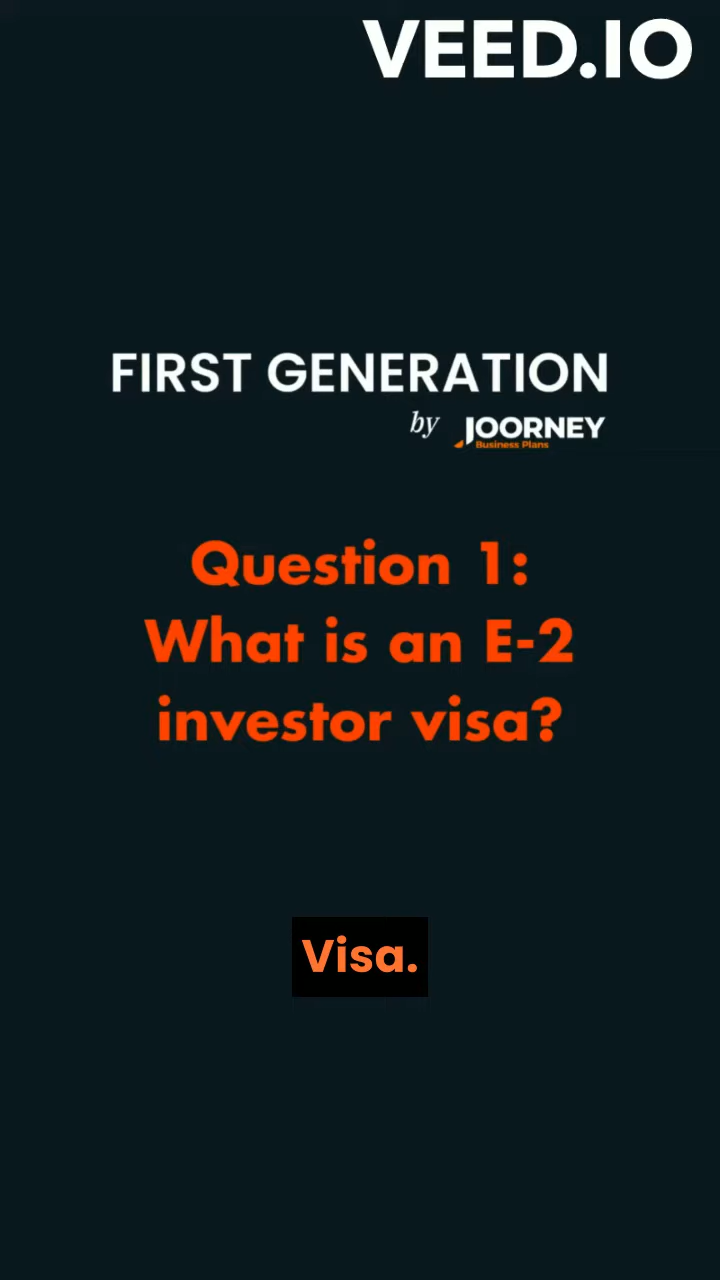 VEED.IO
FIRST GENERATION
by JOORNEY
Business Plans
Question 1:
What is an E-2
investor visa?
Visa.